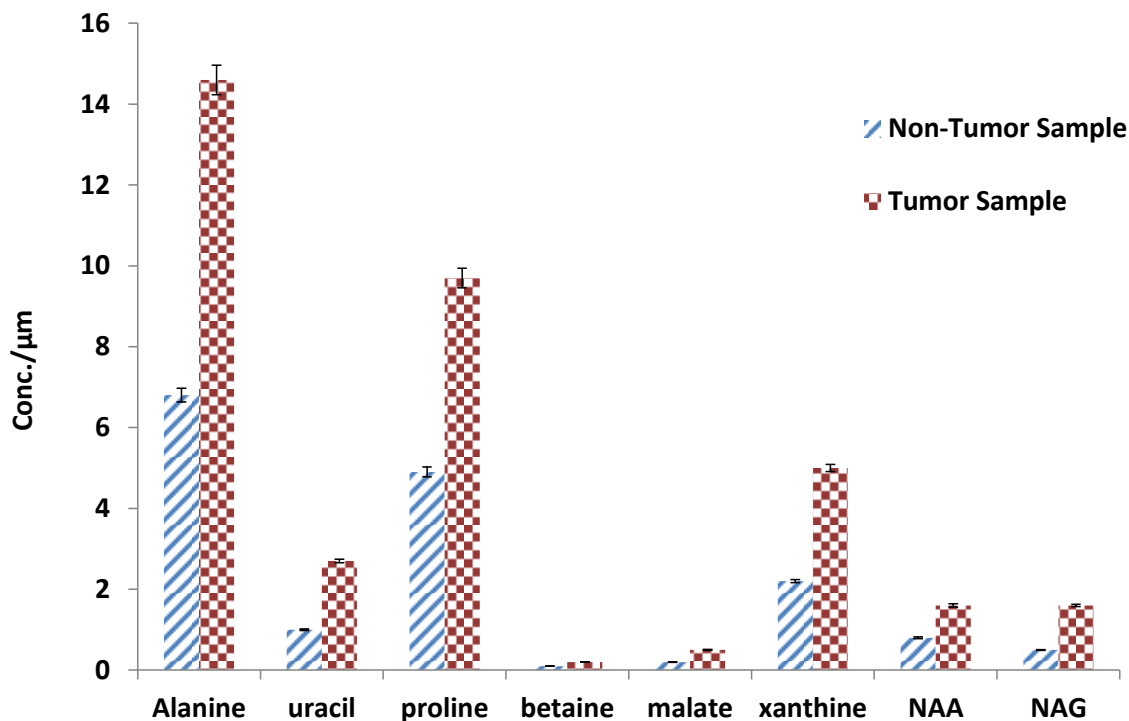 16
14
12
10
8
6
4
2
0
Conc./µm
Non-Tumor Sample
Tumor Sample
Alanine uracil proline betaine malate xanthine NAA NAG